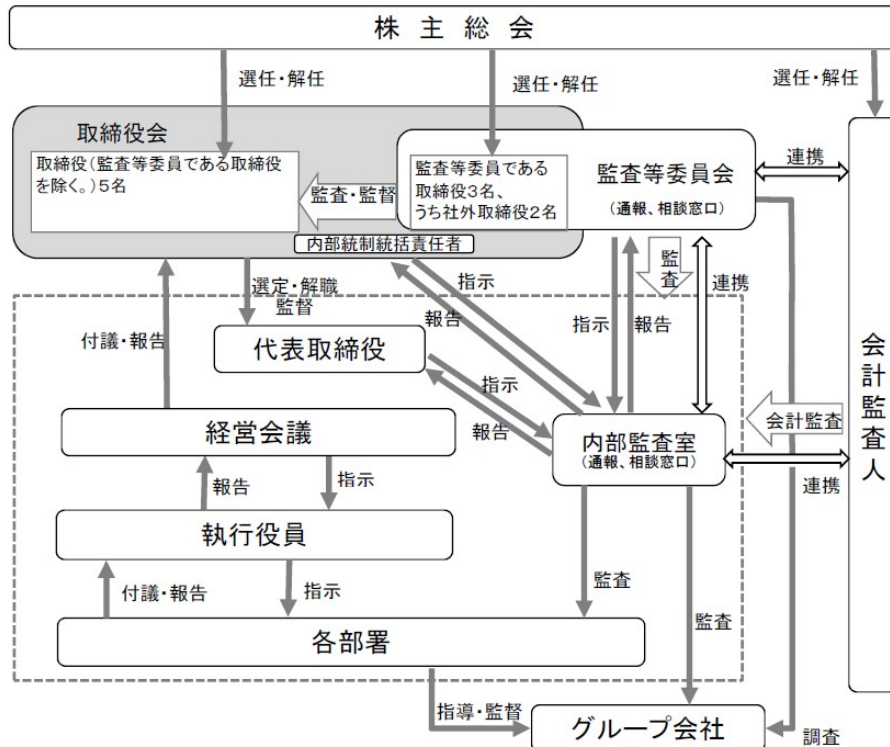 株主総会
選任・解任
選任・解任
選任・解任
取締役会
取締役(監査等委員である取締役
を除く。)5名
監査・監督
監査等委員である
取締役3名、
うち社外取締役2名
監査等委員会
(通報、相談窓口)
連携
内部統制統括責任者
選定・解職
監督
指示
報告
指示
報告
監査
連携
付議・報告
代表取締役
指示
報告
会計監査人
会計監査
経営会議
内部監査室
(通報、相談窓口)
連携
報告
指示
執行役員
付議・報告
指示
監査
監査
各部署
指導・監督
グループ会社
調査